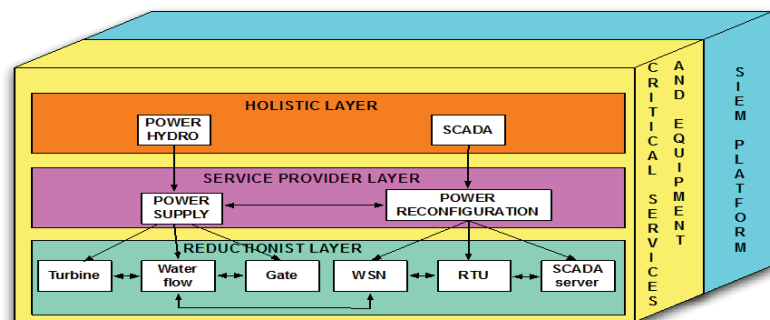 HOLISTIC LAYER
POWER
HYDRO
SCADA
SERVICE PROVIDER LAYER
POWER
SUPPLY
POWER
RECONFIGURATION
REDUCTIONIST LAYER
Turbine
Water
flow
Gate
WSN
RTU
SCADA
server
CRITICAL SERVICES
AND EQUIPMENT
SIEM PLATFORM